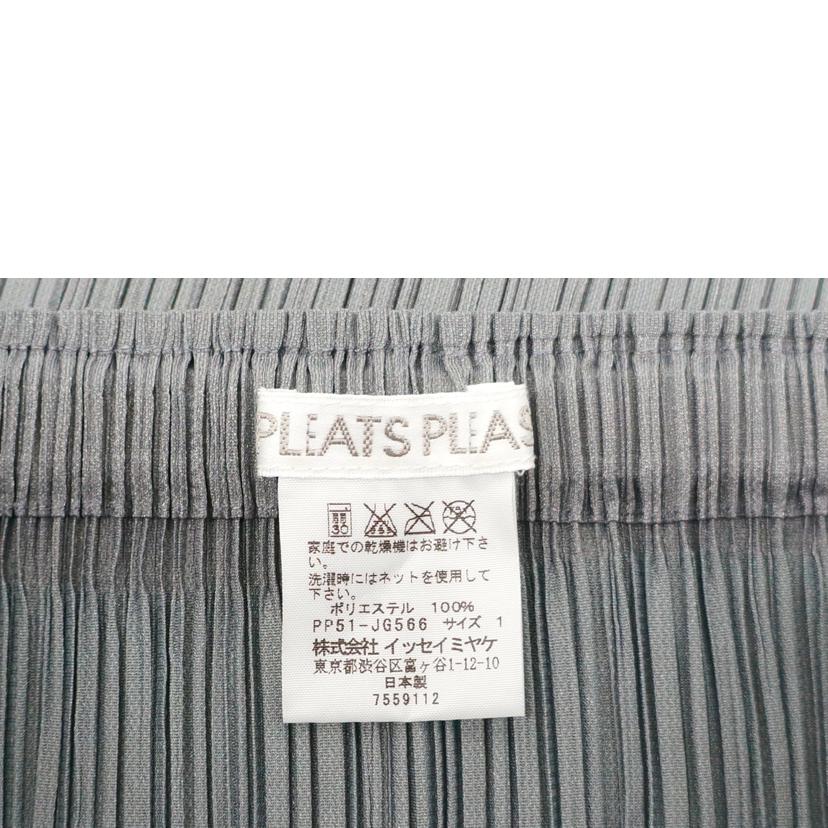 PLEATS PLEAS
30
家庭での乾燥機はお避け下さ
い。
洗濯時にはネットを使用して
下さい。
ポリエステル 100%
PP51-JG566 サイズ 1
株式会社 イッセイミヤケ
東京都渋谷区富ヶ谷1-12-10
日本製
7559112